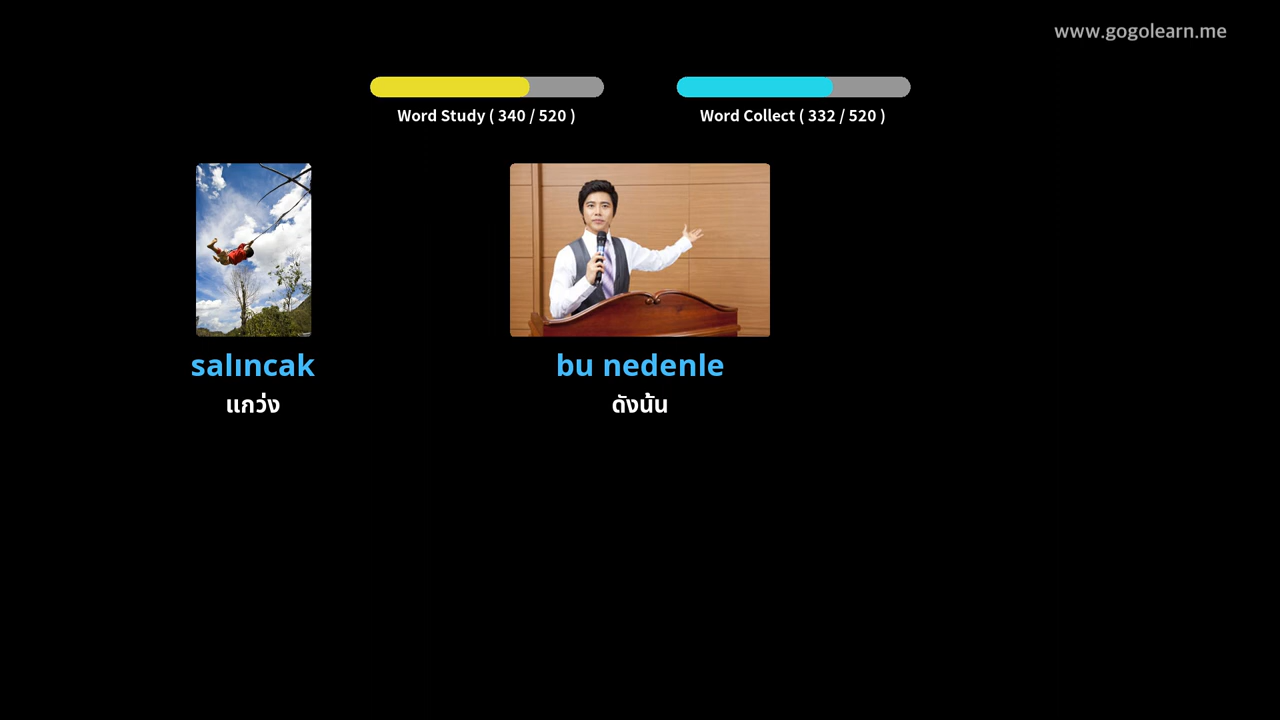 www.gogolearn.me
Word Study ( 340 / 520 )
Word Collect ( 332 / 520 )
salıncak
แกว่ง
bu nedenle
ดังนั้น